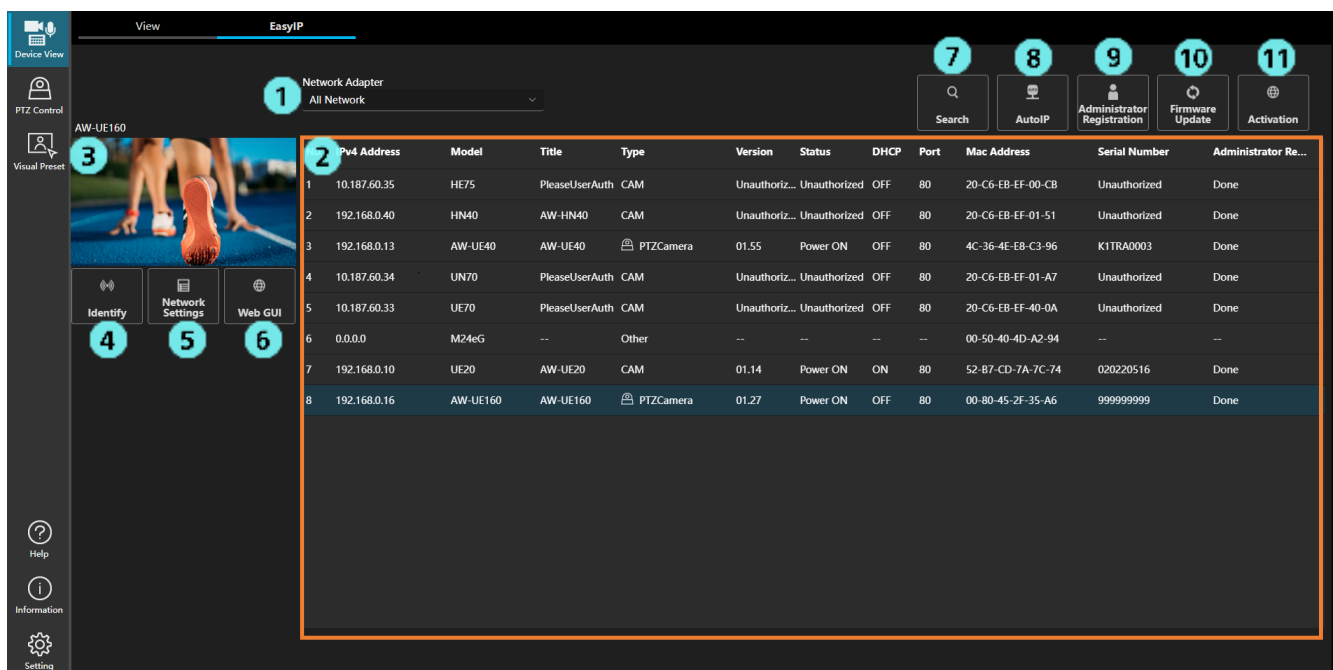 View EasyIP
Device View
PTZ Control
Visual Preset
1
Network Adapter
All Network
7 8 9 10 11
Search
AutoIP
Administrator
Registration
Firmware
Update
Activation
AW-UE160
3
4 5 6
Identify
Network
Settings
Web GUI
2
Pv4 Address Model Title Type Version Status DHCP Port Mac Address Serial Number Administrator Re...
1 10.187.60.35 HE75 PleaseUserAuth CAM Unauthoriz... Unauthorized OFF 80 20-C6-EB-EF-00-CB Unauthorized Done
2 192.168.0.40 HN40 AW-HN40 CAM Unauthoriz... Unauthorized OFF 80 20-C6-EB-EF-01-51 Unauthorized Done
3 192.168.0.13 AW-UE40 AW-UE40 PTZCamera 01.55 Power ON OFF 80 4C-36-4E-E8-C3-96 K1TRA0003 Done
4 10.187.60.34 UN70 PleaseUserAuth CAM Unauthoriz... Unauthorized OFF 80 20-C6-EB-EF-01-A7 Unauthorized Done
5 10.187.60.33 UE70 PleaseUserAuth CAM Unauthoriz... Unauthorized OFF 80 20-C6-EB-EF-40-0A Unauthorized Done
6 0.0.0.0 M24eG -- Other -- -- -- -- 00-50-40-4D-A2-94 -- --
7 192.168.0.10 UE20 AW-UE20 CAM 01.14 Power ON ON 80 52-B7-CD-7A-7C-74 020220516 Done
8 192.168.0.16 AW-UE160 AW-UE160 PTZCamera 01.27 Power ON OFF 80 00-80-45-2F-35-A6 999999999 Done
Help
Information
Setting